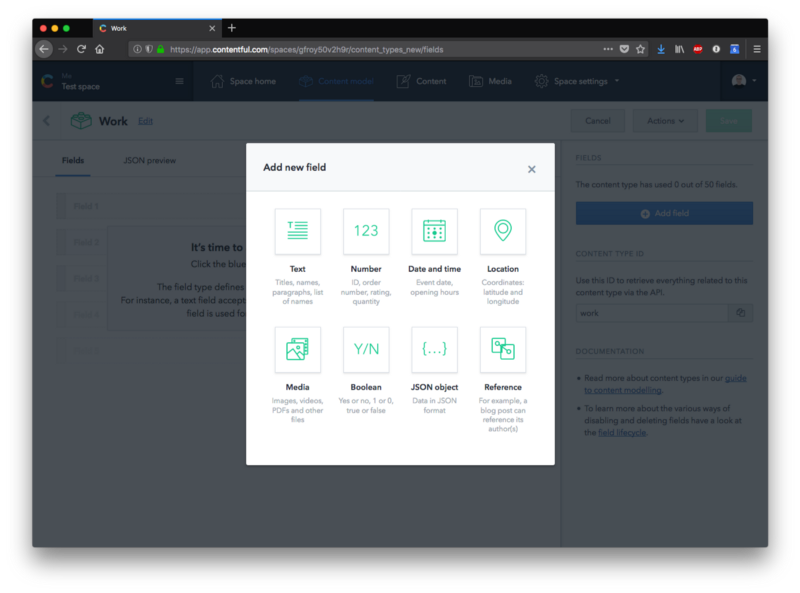 Work
https://app.contentful.com/spaces/gfroy50v2h9r/content_types_new/fields
ABP
Me
Test space
Space home
Content model
Content
Media
Space settings
Work Edit
Cancel
Actions
Save
Fields
JSON preview
Field 1
It's time to
Click the blue
The field type defines
For instance, a text field accept
field is used fo
Add new field
Text
Titles, names,
paragraphs, list
of names
123
Number
ID, order
number, rating,
quantity
Date and time
Event date,
opening hours
Location
Coordinates:
latitude and
longitude
Media
Images, videos,
PDFs and other
files
Y/N
Boolean
Yes or no, 1 or 0,
true or false
{...}
JSON object
Data in JSON
format
Reference
For example, a
blog post can
reference its
author(s)
FIELDS
The content type has used 0 out of 50 fields.
Add field
CONTENT TYPE ID
Use this ID to retrieve everything related to this
content type via the API.
work
DOCUMENTATION
Read more about content types in our guide
to content modelling.
To learn more about the various ways of
disabling and deleting fields have a look at
the field lifecycle.